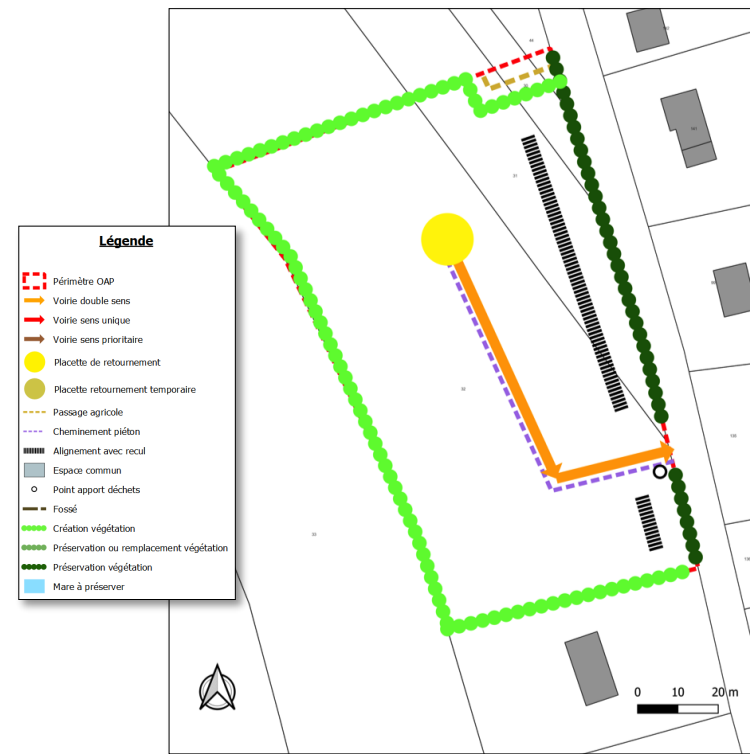 Légende
Périmètre OAP
Voirie double sens
Voirie sens unique
Voirie sens prioritaire
Placette de retournement
Placette retournement temporaire
Passage agricole
Cheminement piéton
Alignement avec recul
Espace commun
Point apport déchets
Fossé
Création végétation
Préservation ou remplacement végétation
Préservation végétation
Mare à préserver
0 10 20 m